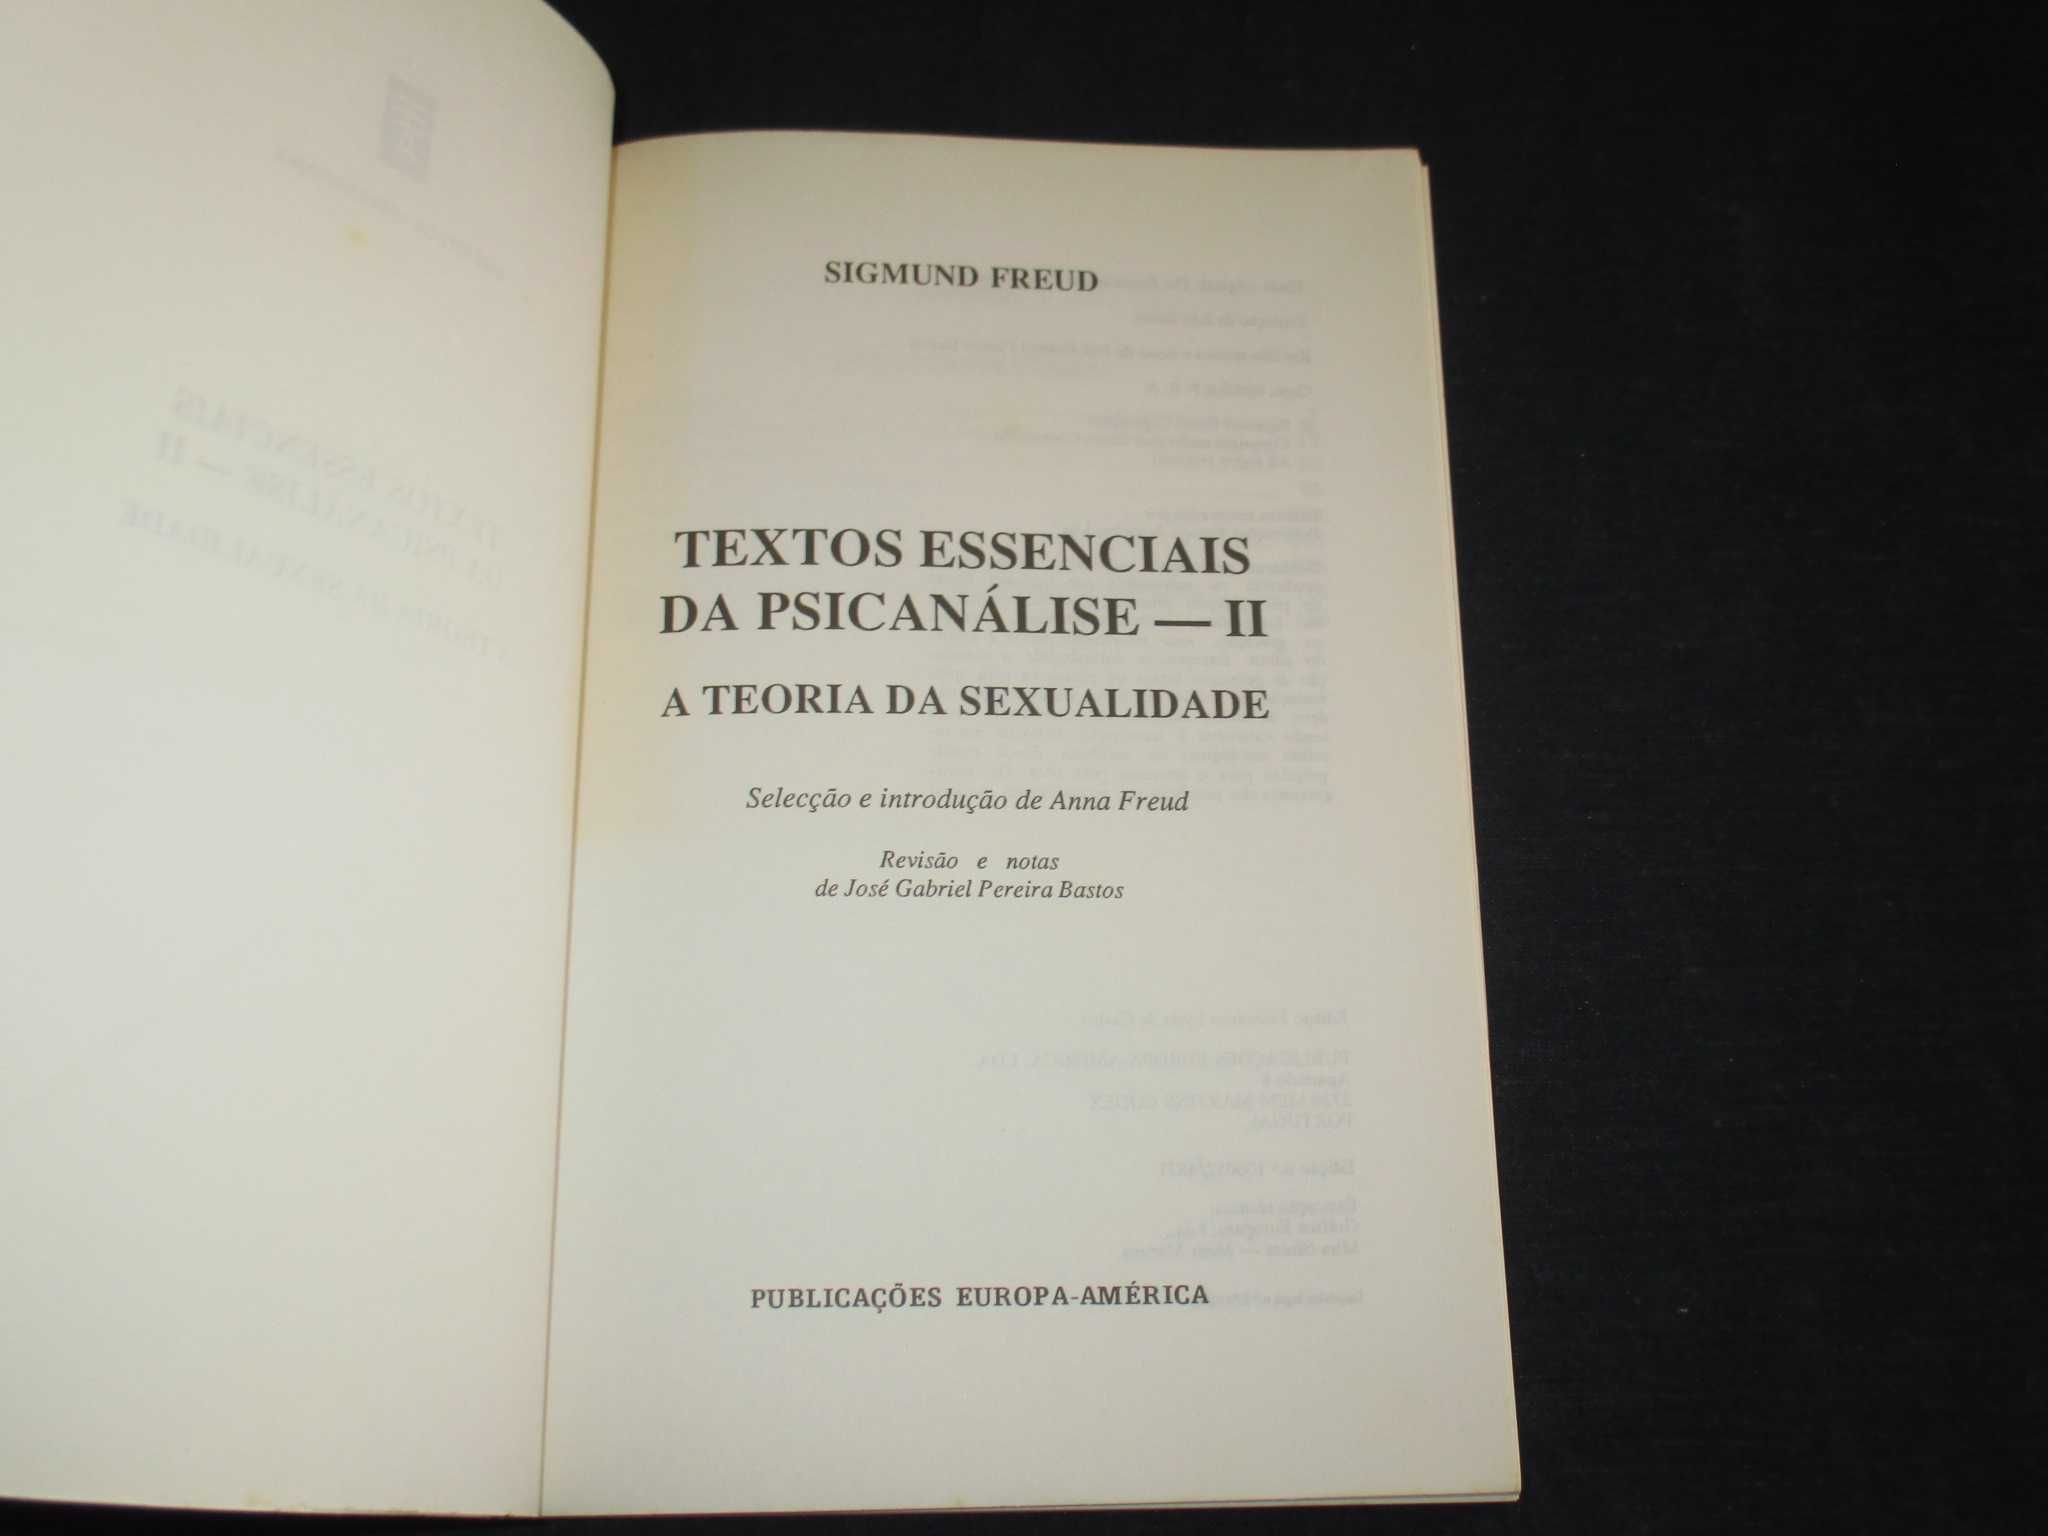 SIGMUND FREUD
TEXTOS ESSENCIAIS
DA PSICANÁLISE — II
A TEORIA DA SEXUALIDADE
Selecção e introdução de Anna Freud
Revisão e notas
de José Gabriel Pereira Bastos
PUBLICAÇÕES EUROPA-AMÉRICA